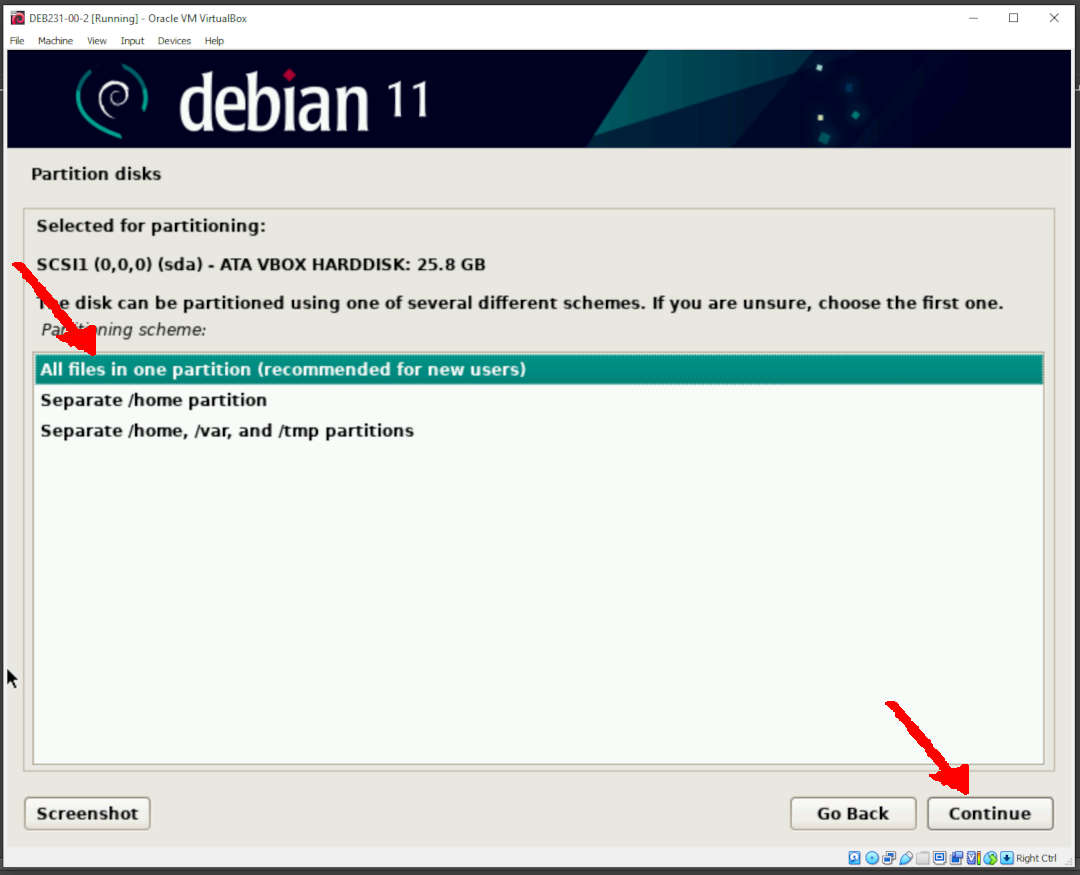 DEB231-00-2 [Running] - Oracle VM VirtualBox
File Machine View Input Devices Help
debian 11
Partition disks
Selected for partitioning:
SCSI1 (0,0,0) (sda) - ATA VBOX HARDDISK: 25.8 GB
The disk can be partitioned using one of several different schemes. If you are unsure, choose the first one.
Partitioning scheme:
All files in one partition (recommended for new users)
Separate /home partition
Separate /home, /var, and /tmp partitions
Screenshot
Go Back
Continue
Right Ctrl